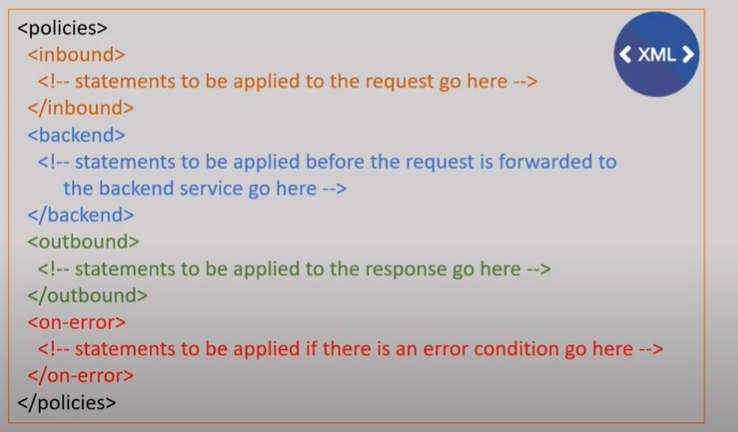 <policies>
<inbound>
<!-- statements to be applied to the request go here -->
</inbound>
<backend>
<!-- statements to be applied before the request is forwarded to
the backend service go here -->
</backend>
<outbound>
<!-- statements to be applied to the response go here -->
</outbound>
<on-error>
<!-- statements to be applied if there is an error condition go here -->
</on-error>
</policies>
< XML >